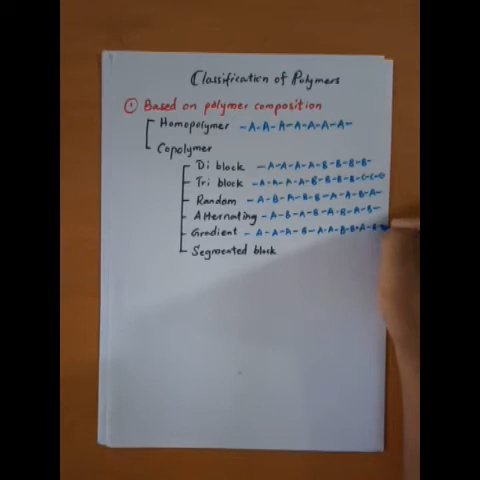 Classification of Polymers
① Based on polymer composition
Homopolymer -A-A-A-A-A-A-A-
Copolymer
Di block -A-A-A-A-B-B-B-B-
Tri block -A-A-A-A-B-B-B-B-C-C-C
Random -A-B-A-B-B-A-A-B-A-
Alternating -A-B-A-B-A-B-A-B-
Gradient -A-A-A-B-A-A-B-B-A-B-
Segmented block